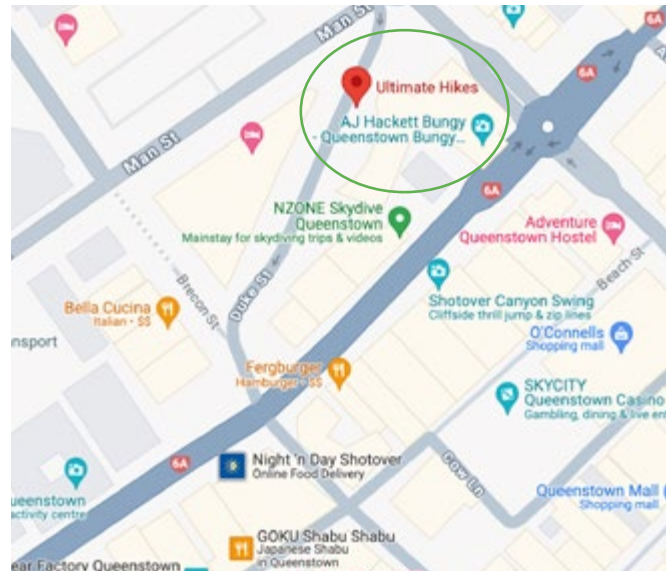 Man St
6A
Ultimate Hikes
6A
AJ Hackett Bungy
- Queenstown Bungy...
Man St
6A
NZONE Skydive
Queenstown
Mainstay for skydiving trips & videos
Adventure
Queenstown Hostel
Beach St
Brecon St
Duke St
Bella Cucina
Italian • $$
Shotover Canyon Swing
Cliffside thrill jump & zip lines
O'Connells
Shopping mall
nsport
Fergburger
Hamburger • $$
SKYCITY
Queenstown Casino
Gambling, dining & live en
6A
Night 'n Day Shotover
Online Food Delivery
Cow Ln
ueenstown
activity centre
Queenstown Mall
Shopping mall
GOKU Shabu Shabu
Japanese Shabu
in Queenstown
ear Factory Queenstown